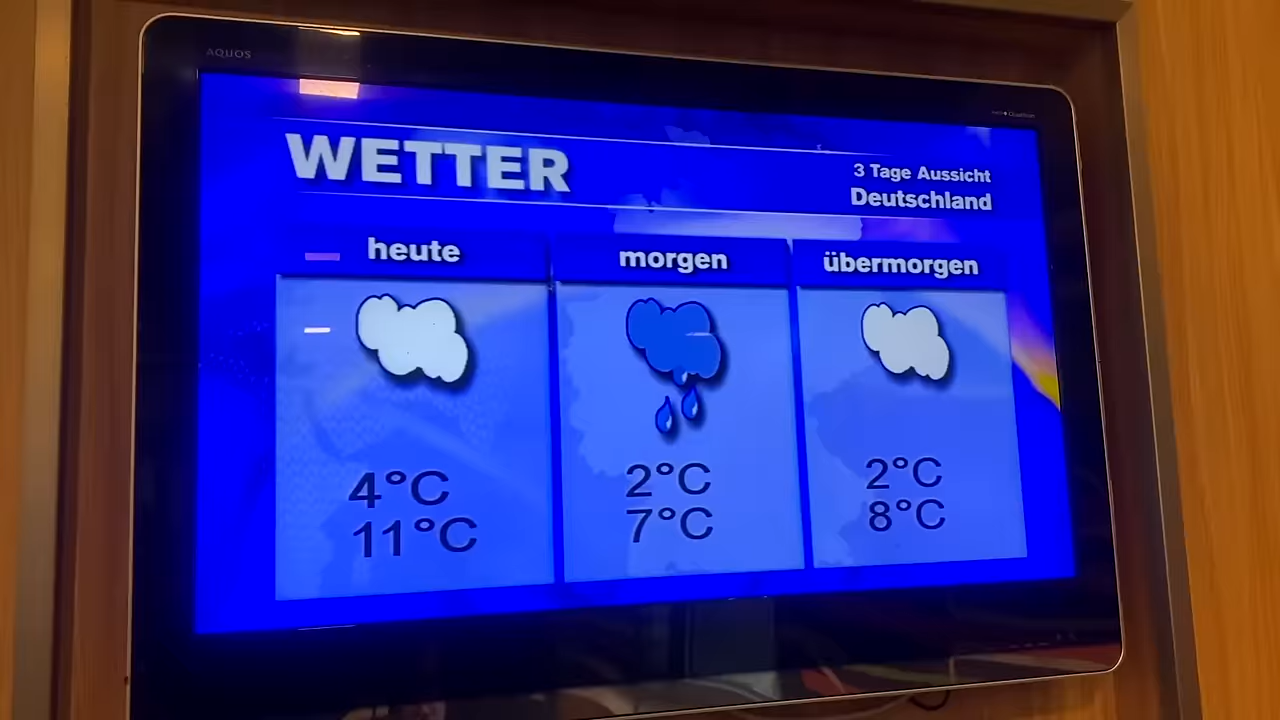 AQUOS
WETTER
3 Tage Aussicht
Deutschland
heute
morgen
übermorgen
4°C
11°C
2°C
7°C
2°C
8°C